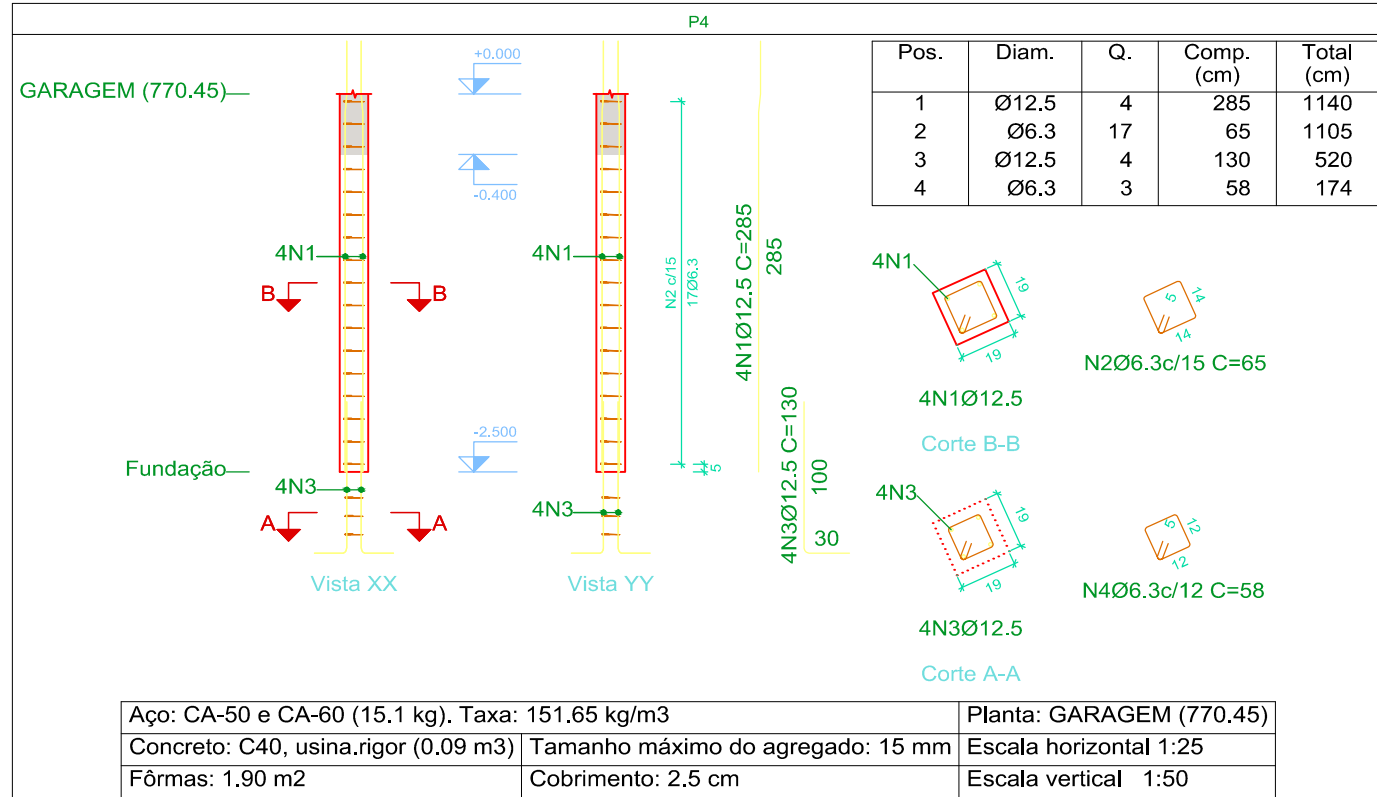 P4
GARAGEM (770.45)
+0.000
-0.400
4N1
4N1
B
B
-2.500
Fundação
4N3
4N3
A
A
Vista XX
Vista YY
N2 c/15
17Ø6.3
5
4N1Ø12.5 C=285
285
4N3Ø12.5 C=130
100
30
Pos. Diam. Q. Comp. (cm) Total (cm)
1 Ø12.5 4 285 1140
2 Ø6.3 17 65 1105
3 Ø12.5 4 130 520
4 Ø6.3 3 58 174
4N1
19
19
4N1Ø12.5
Corte B-B
5
14
14
N2Ø6.3c/15 C=65
4N3
19
19
4N3Ø12.5
Corte A-A
5
12
12
N4Ø6.3c/12 C=58
Aço: CA-50 e CA-60 (15.1 kg). Taxa: 151.65 kg/m3
Planta: GARAGEM (770.45)
Concreto: C40, usina.rigor (0.09 m3)
Tamanho máximo do agregado: 15 mm
Escala horizontal 1:25
Fôrmas: 1.90 m2
Cobrimento: 2.5 cm
Escala vertical 1:50